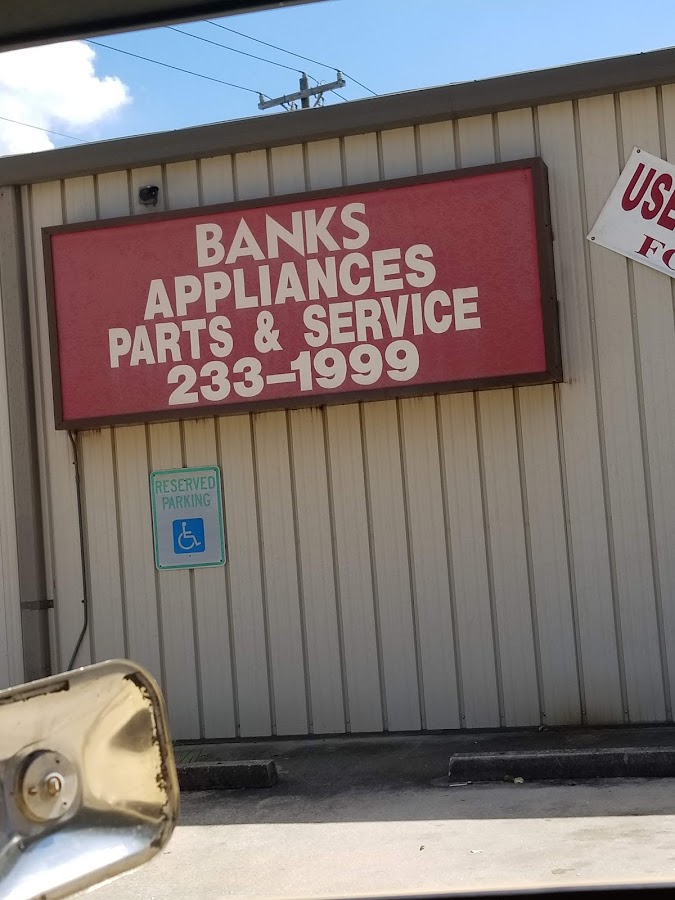 BANKS
APPLIANCES
PARTS & SERVICE
233-1999
RESERVED
PARKING